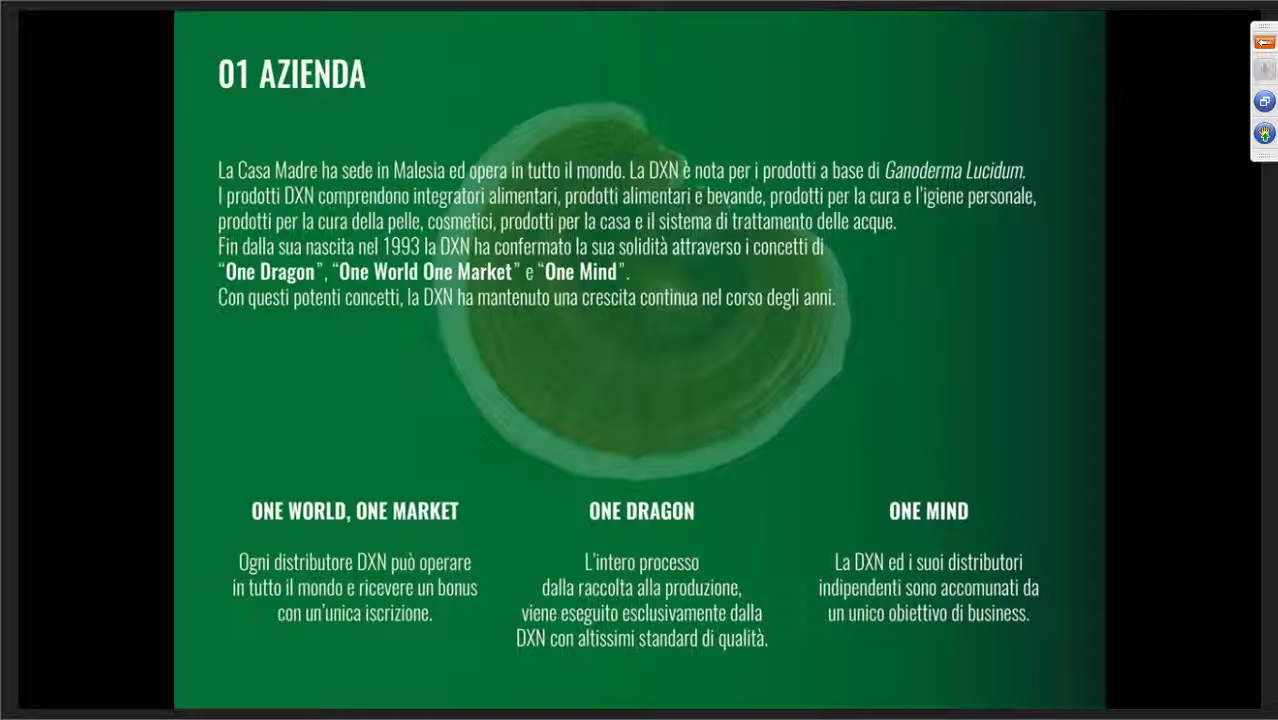 01 AZIENDA
La Casa Madre ha sede in Malesia ed opera in tutto il mondo. La DXN è nota per i prodotti a base di Ganoderma Lucidum.
I prodotti DXN comprendono integratori alimentari, prodotti alimentari e bevande, prodotti per la cura e l'igiene personale,
prodotti per la cura della pelle, cosmetici, prodotti per la casa e il sistema di trattamento delle acque.
Fin dalla sua nascita nel 1993 la DXN ha confermato la sua solidità attraverso i concetti di
“One Dragon”, “One World One Market” e “One Mind”.
Con questi potenti concetti, la DXN ha mantenuto una crescita continua nel corso degli anni.
ONE WORLD, ONE MARKET
Ogni distributore DXN può operare
in tutto il mondo e ricevere un bonus
con un'unica iscrizione.
ONE DRAGON
L'intero processo
dalla raccolta alla produzione,
viene eseguito esclusivamente dalla
DXN con altissimi standard di qualità.
ONE MIND
La DXN ed i suoi distributori
indipendenti sono accomunati da
un unico obiettivo di business.